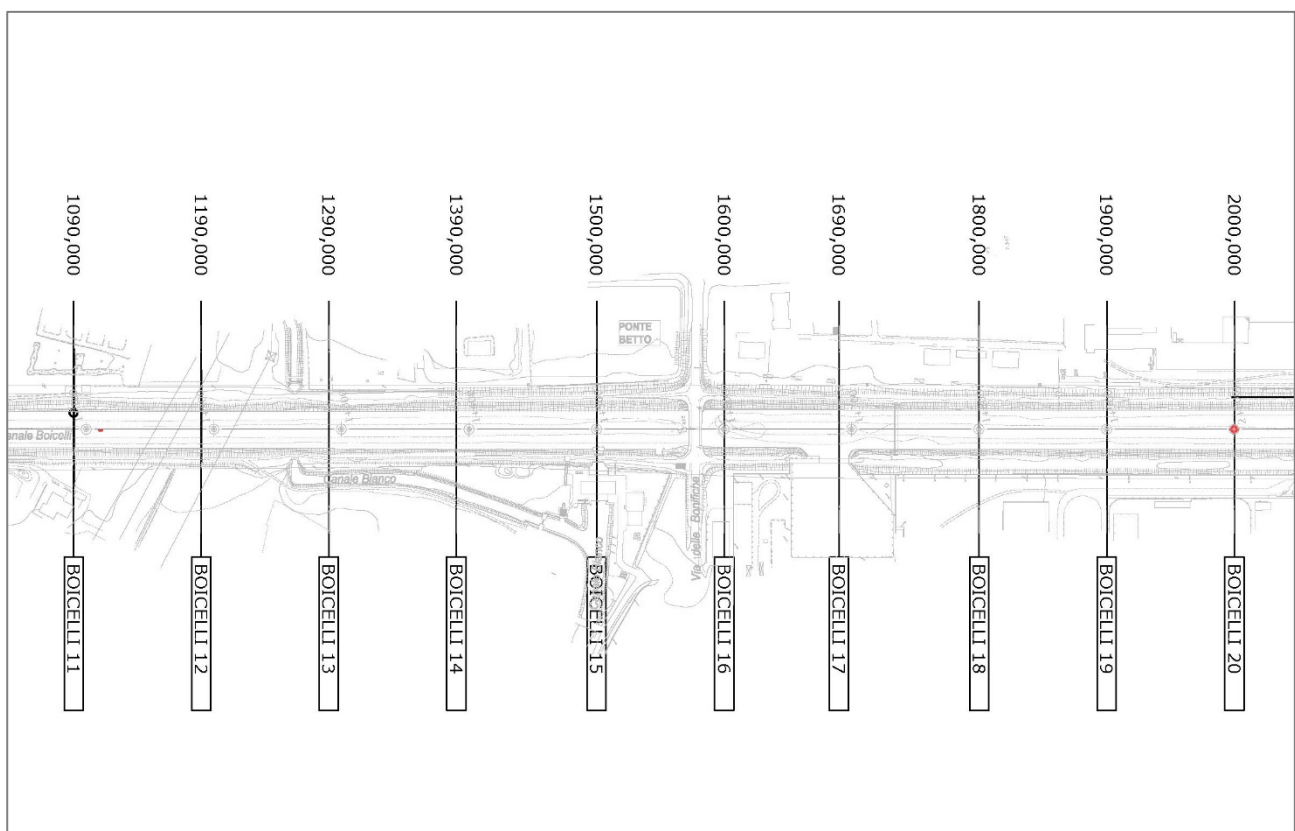 1090,000
1190,000
1290,000
1390,000
1500,000
1600,000
1690,000
1800,000
1900,000
2000,000
PONTE
BETTO
anale Boicelli
Canale Bianco
Via delle Bonifiche
BOICELLI 11
BOICELLI 12
BOICELLI 13
BOICELLI 14
BOICELLI 15
BOICELLI 16
BOICELLI 17
BOICELLI 18
BOICELLI 19
BOICELLI 20